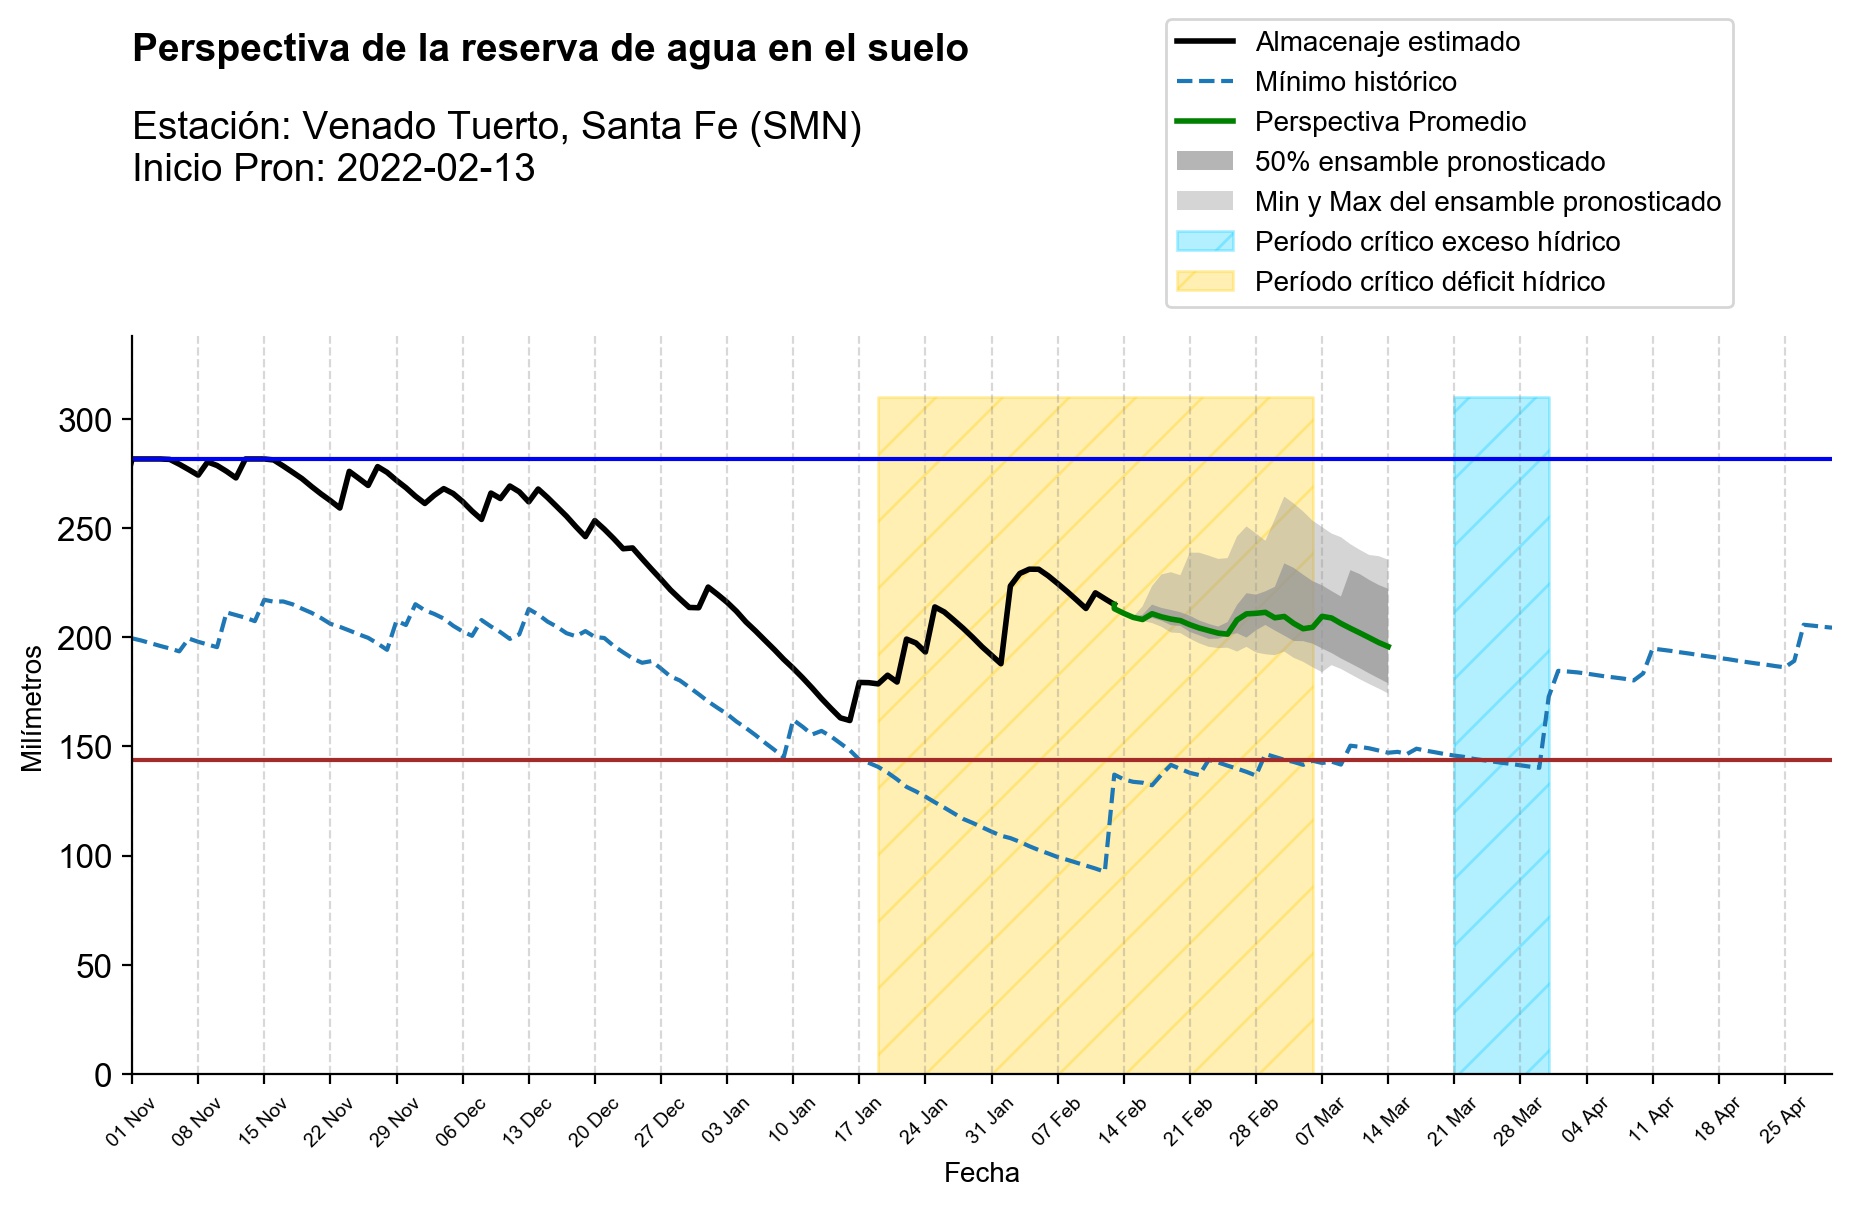 Perspectiva de la reserva de agua en el suelo
Estación: Venado Tuerto, Santa Fe (SMN)
Inicio Pron: 2022-02-13
Almacenaje estimado
Mínimo histórico
Perspectiva Promedio
50% ensamble pronosticado
Min y Max del ensamble pronosticado
Período crítico exceso hídrico
Período crítico déficit hídrico
Milímetros
300
250
200
150
100
50
0
01 Nov
08 Nov
15 Nov
22 Nov
29 Nov
06 Dec
13 Dec
20 Dec
27 Dec
03 Jan
10 Jan
17 Jan
24 Jan
31 Jan
07 Feb
14 Feb
21 Feb
28 Feb
07 Mar
14 Mar
21 Mar
28 Mar
04 Apr
11 Apr
18 Apr
25 Apr
Fecha